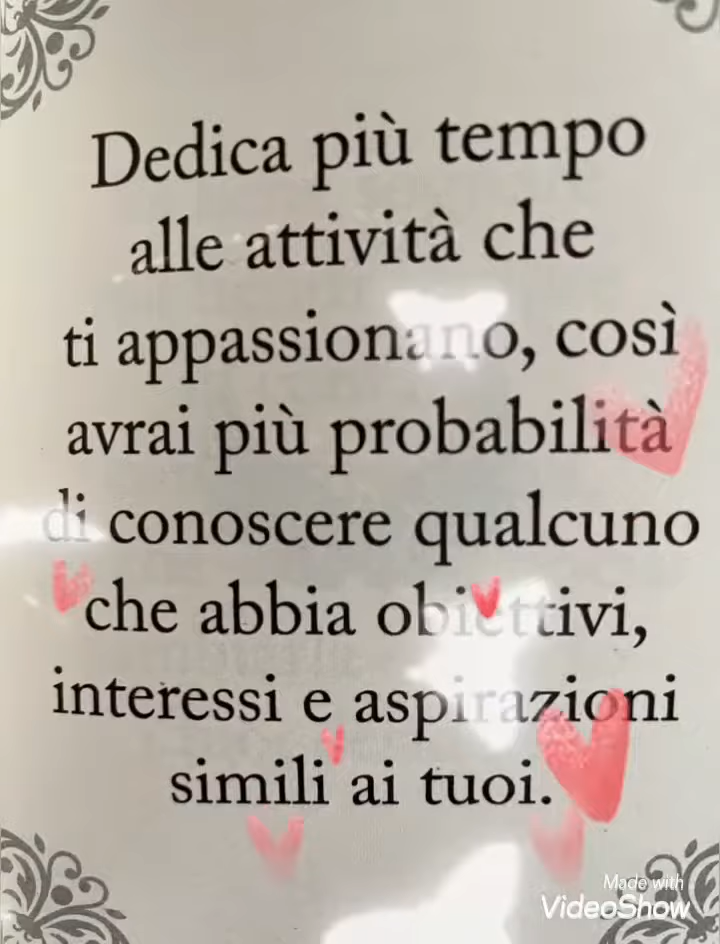 Dedica più tempo
alle attività che
ti appassionano, così
avrai più probabilità
di conoscere qualcuno
che abbia obiettivi,
interessi e aspirazioni
simili ai tuoi.
Made with
VideoShow